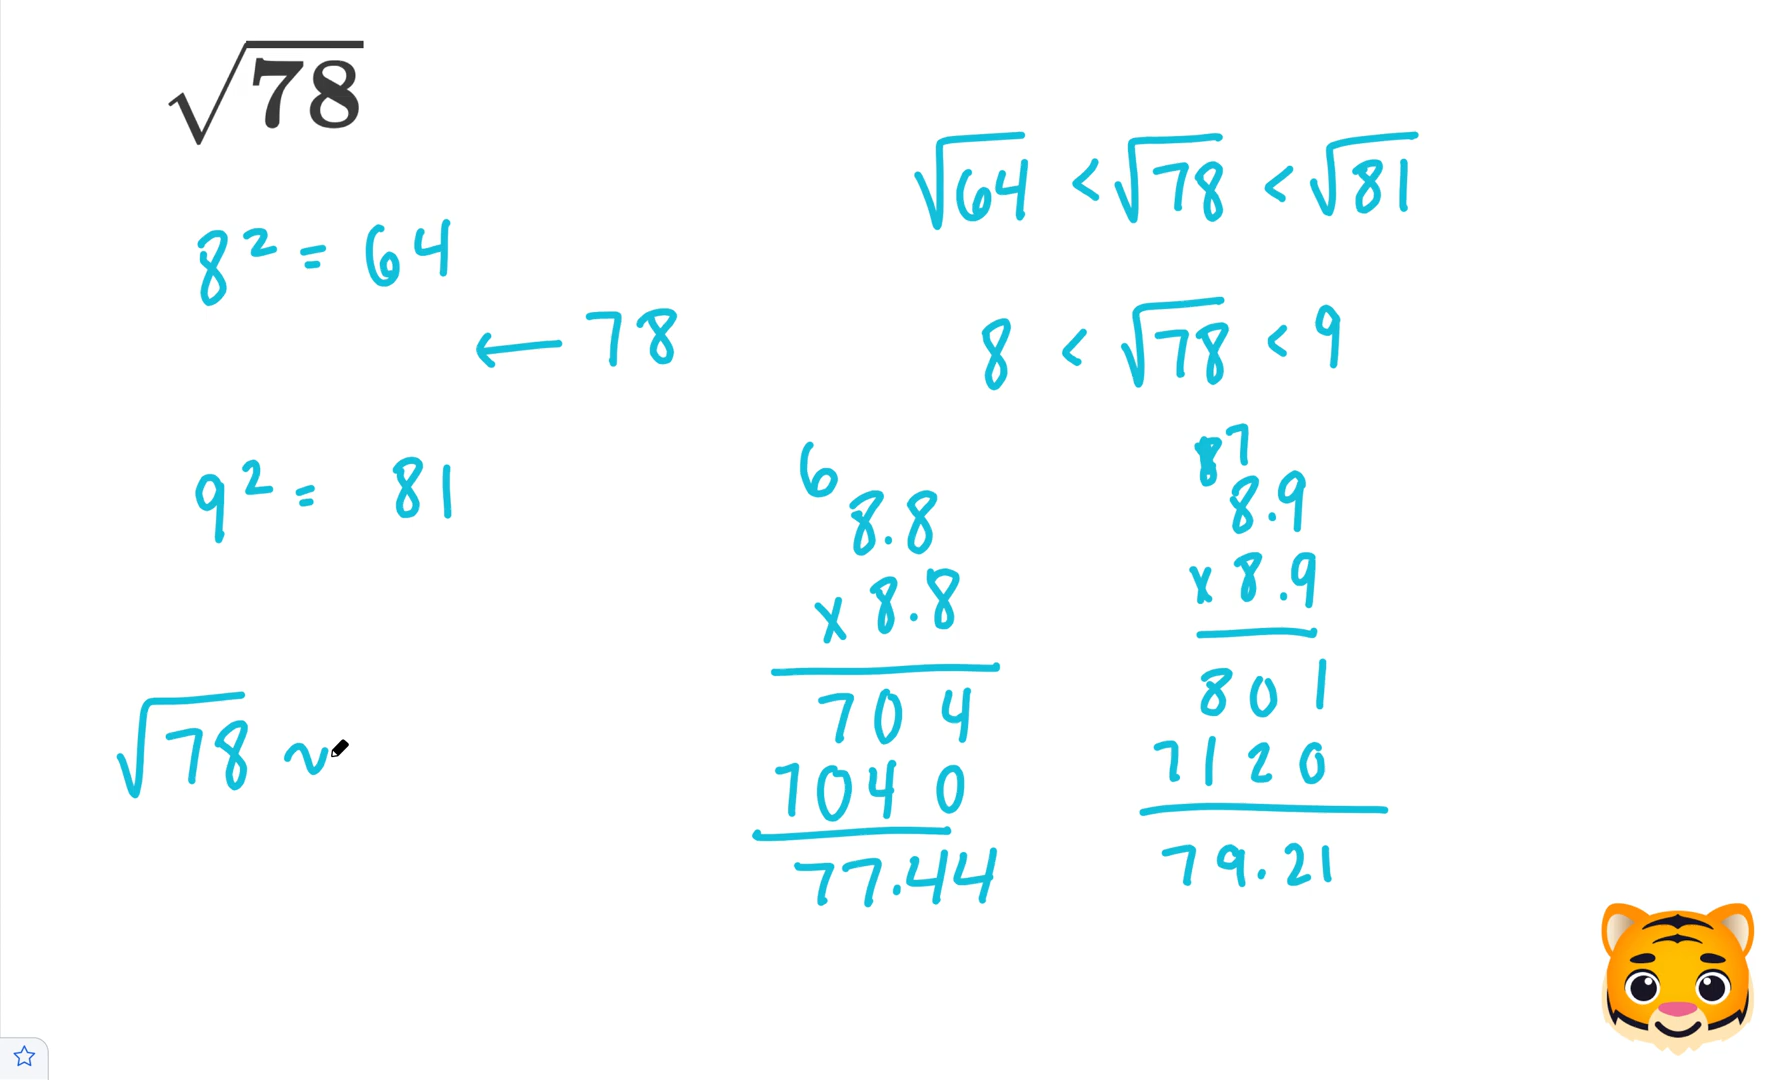 √78
8² = 64
← 78
9² = 81
√78 ~
√64 < √78 < √81
8 < √78 < 9
6
8.8
x 8.8
704
7040
77.44
87
8.9
x 8.9
801
7120
79.21